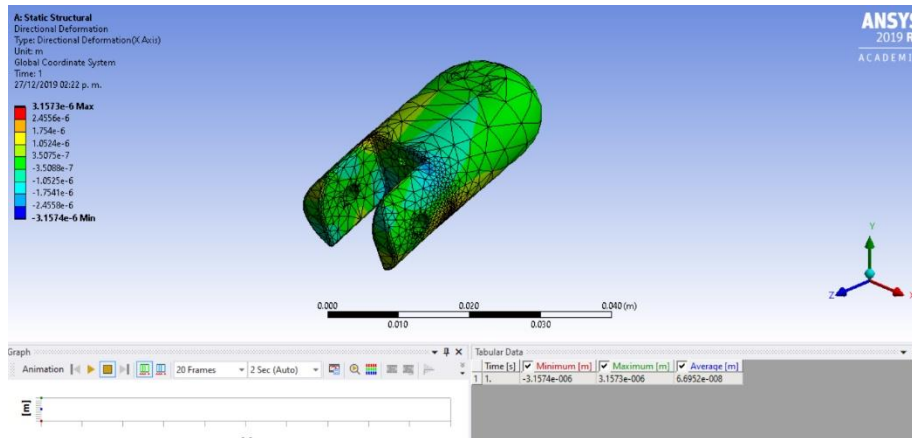 A: Static Structural
Directional Deformation
Type: Directional Deformation(X Axis)
Unit: m
Global Coordinate System
Time: 1
27/12/2019 02:22 p. m.
3.1573e-6 Max
2.4556e-6
1.754e-6
1.0524e-6
3.5075e-7
-3.5088e-7
-1.0525e-6
-1.7541e-6
-2.4558e-6
-3.1574e-6 Min
ANSYS
2019 R
ACADEMI
Y
Z
X
0.000 0.020 0.040 (m)
0.010 0.030
Graph
Animation 20 Frames 2 Sec (Auto)
[m]
Tabular Data
Time [s] Minimum [m] Maximum [m] Average [m]
1 1. -3.1574e-006 3.1573e-006 6.6952e-008